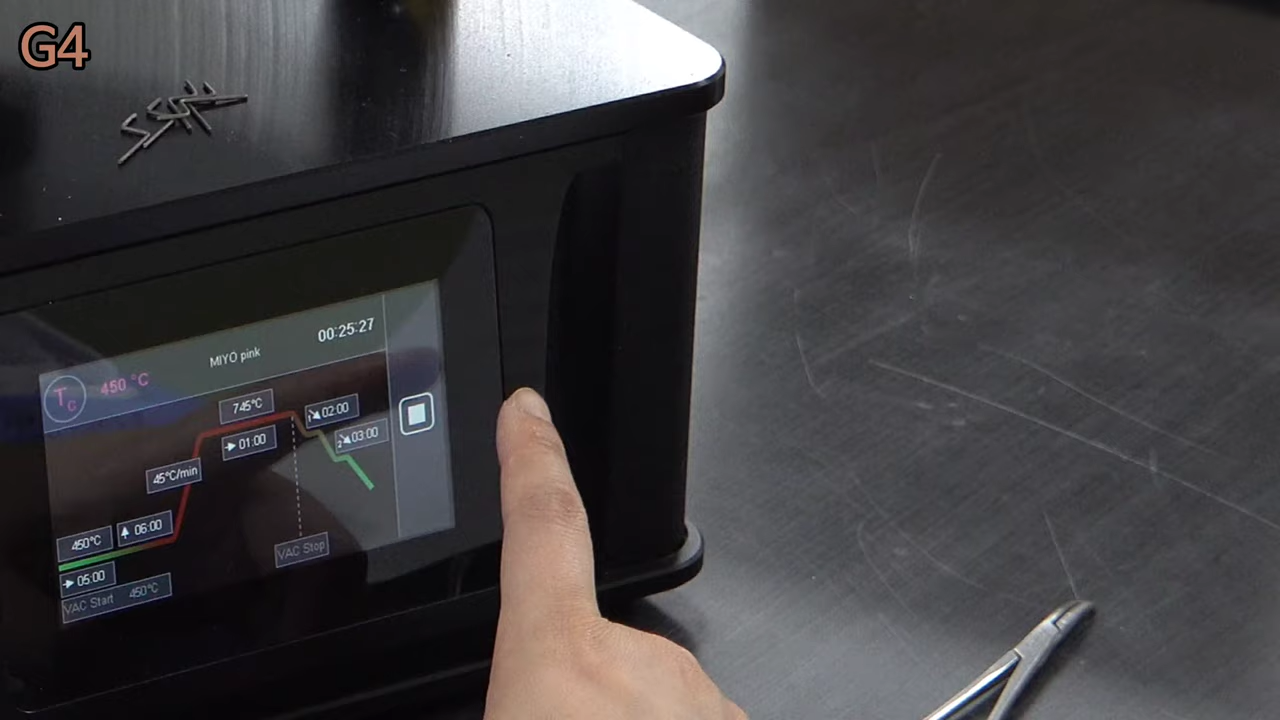 G4
00:25:27
MIYO pink
Tc 450 °C
745°C
02:00
01:00
03:00
45°C/min
450°C
06:00
05:00
VAC Start 450°C
VAC Stop